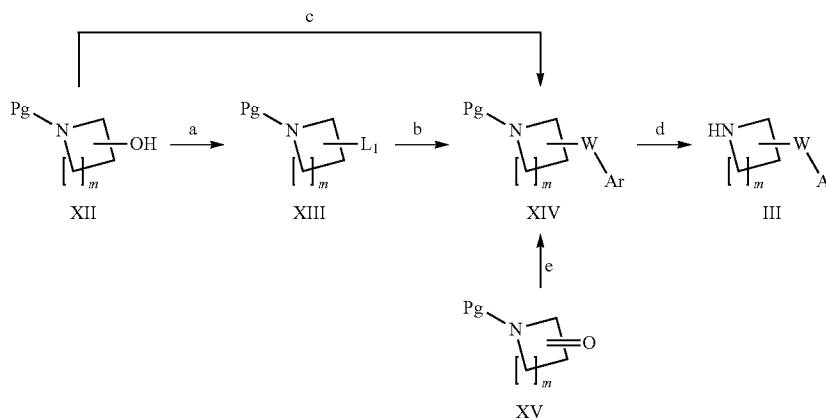 c
Pg N OH [ ]m XII
a
Pg N L1 [ ]m XIII
b
Pg N W Ar [ ]m XIV
d
HN W A [ ]m III
e
Pg N O [ ]m XV